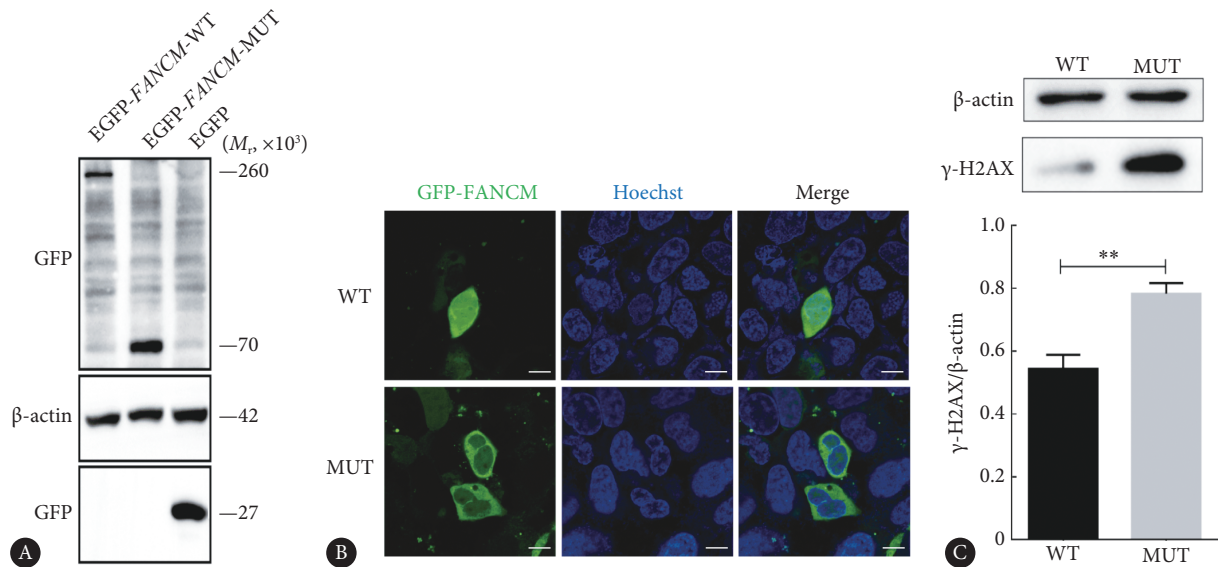 EGFP-FANCM-WT
EGFP-FANCM-MUT
EGFP
(Mr, ×10³)
—260
GFP
—70
β-actin
—42
GFP
—27
A
GFP-FANCM
Hoechst
Merge
WT
MUT
B
WT
MUT
β-actin
γ-H2AX
1.0
**
0.8
0.6
0.4
0.2
0
γ-H2AX/β-actin
WT
MUT
C